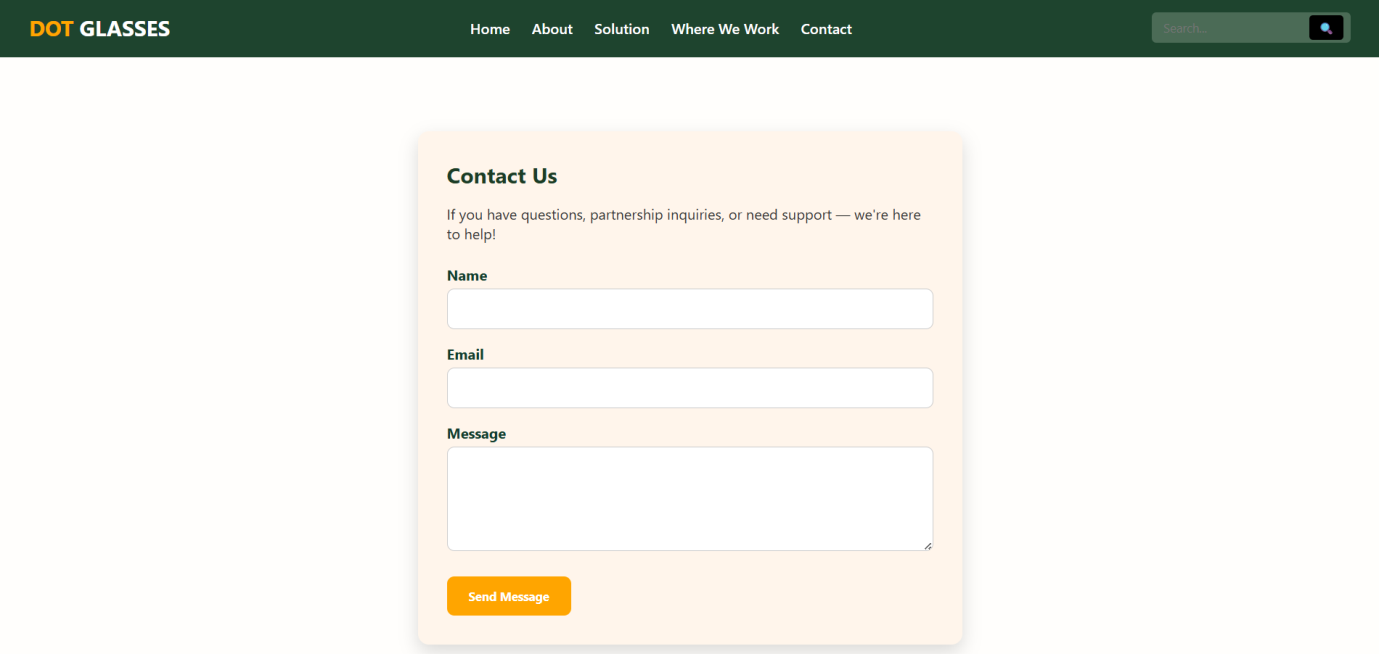 DOT GLASSES
Home About Solution Where We Work Contact
Search...
Contact Us
If you have questions, partnership inquiries, or need support — we're here
to help!
Name
Email
Message
Send Message